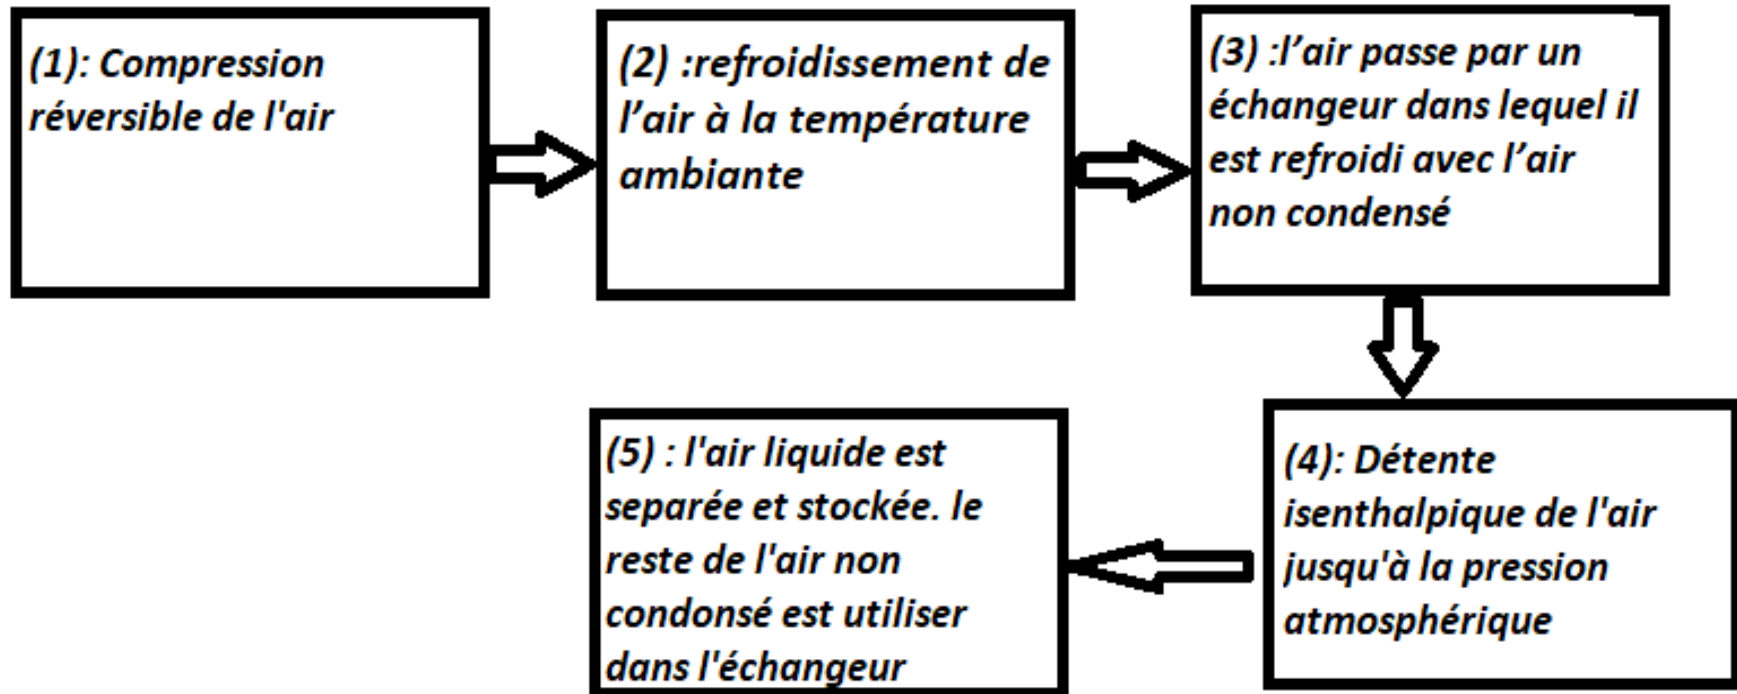 (1): Compression
réversible de l'air
(2) :refroidissement de
l’air à la température
ambiante
(3) :l’air passe par un
échangeur dans lequel il
est refroidi avec l’air
non condensé
(4): Détente
isenthalpique de l'air
jusqu'à la pression
atmosphérique
(5) : l'air liquide est
separée et stockée. le
reste de l'air non
condonsé est utiliser
dans l'échangeur